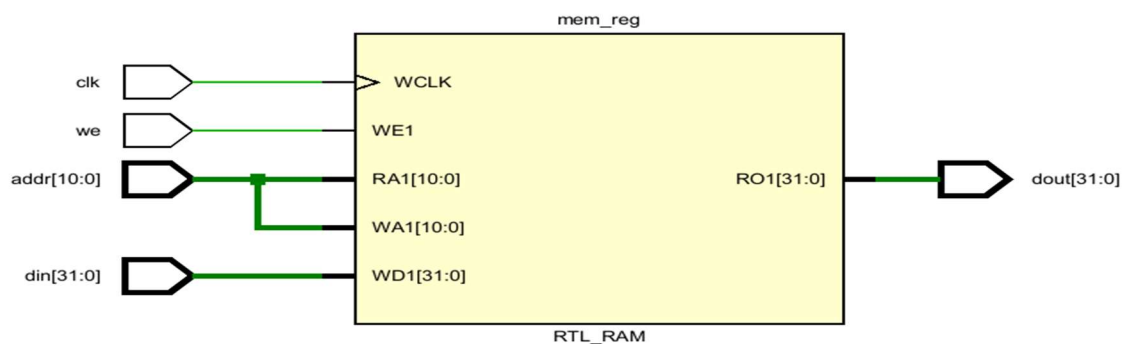 mem_reg
clk
WCLK
we
WE1
addr[10:0]
RA1[10:0]
RO1[31:0]
dout[31:0]
WA1[10:0]
din[31:0]
WD1[31:0]
RTL_RAM